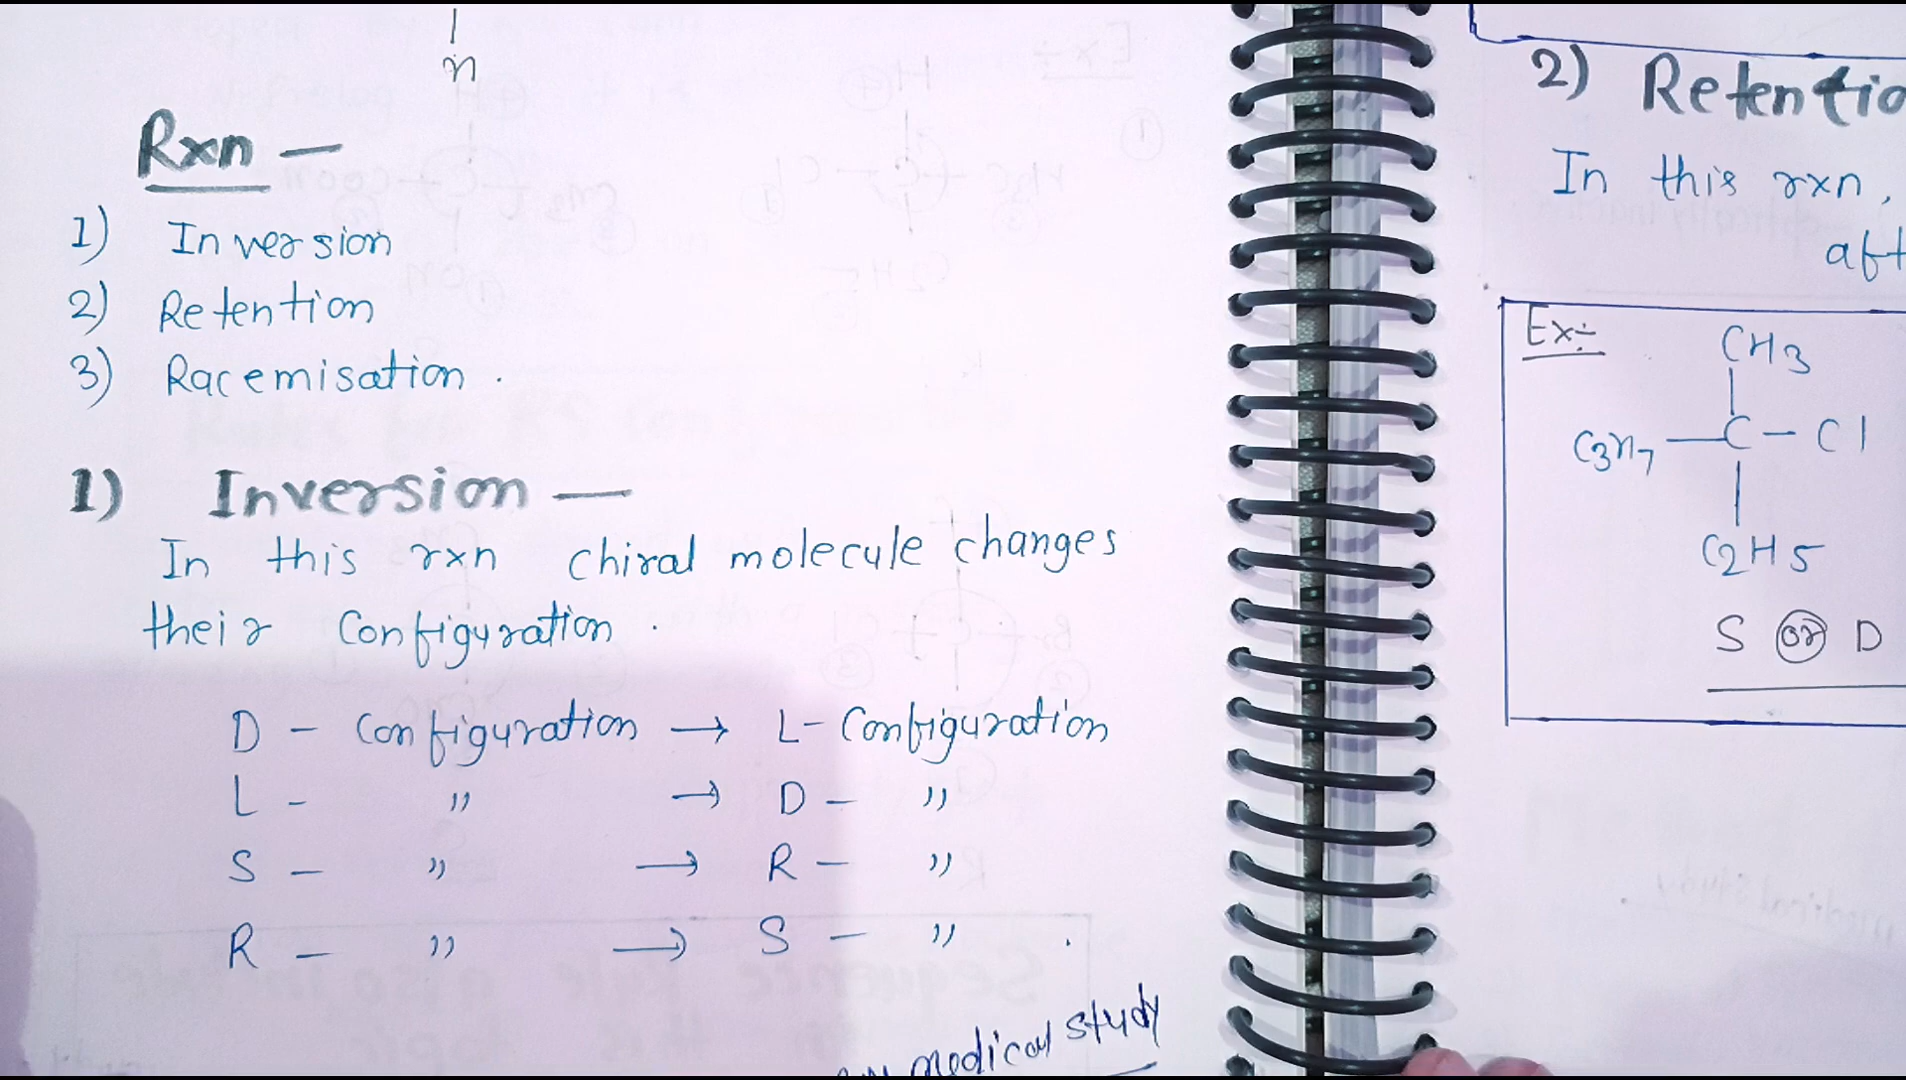 n
Rxn —
1) Inversion
2) Retention
3) Racemisation .
1) Inversion —
In this rxn chiral molecule changes
their Configuration .
D - Configuration → L- Configuration
L - " → D - "
S - " → R - "
R - " → S - " .
medical study
2) Retentio
In this rxn,
aft
Ex÷
CH3
C3H7 — C - Cl
C2H5
S or D